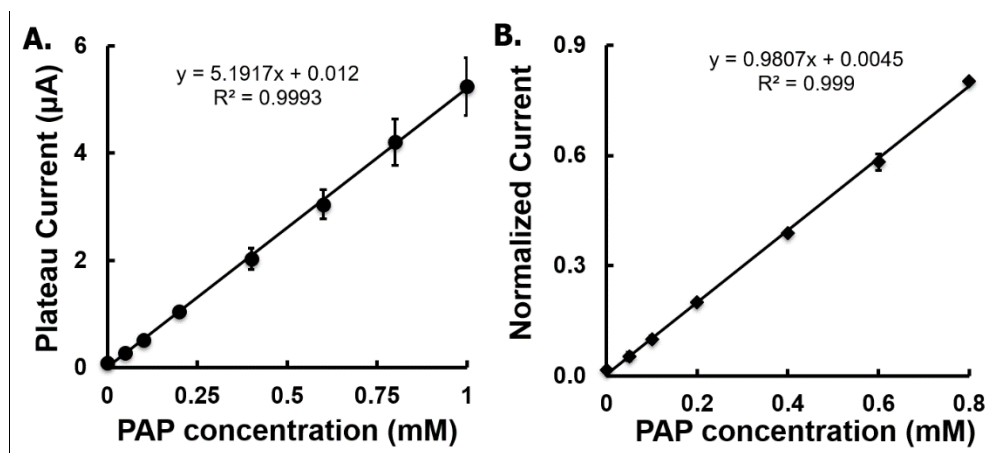 A.
Plateau Current (µA)
y = 5.1917x + 0.012
R² = 0.9993
6
4
2
0
0 0.25 0.5 0.75 1
PAP concentration (mM)
B.
Normalized Current
y = 0.9807x + 0.0045
R² = 0.999
0.9
0.6
0.3
0.0
0 0.2 0.4 0.6 0.8
PAP concentration (mM)